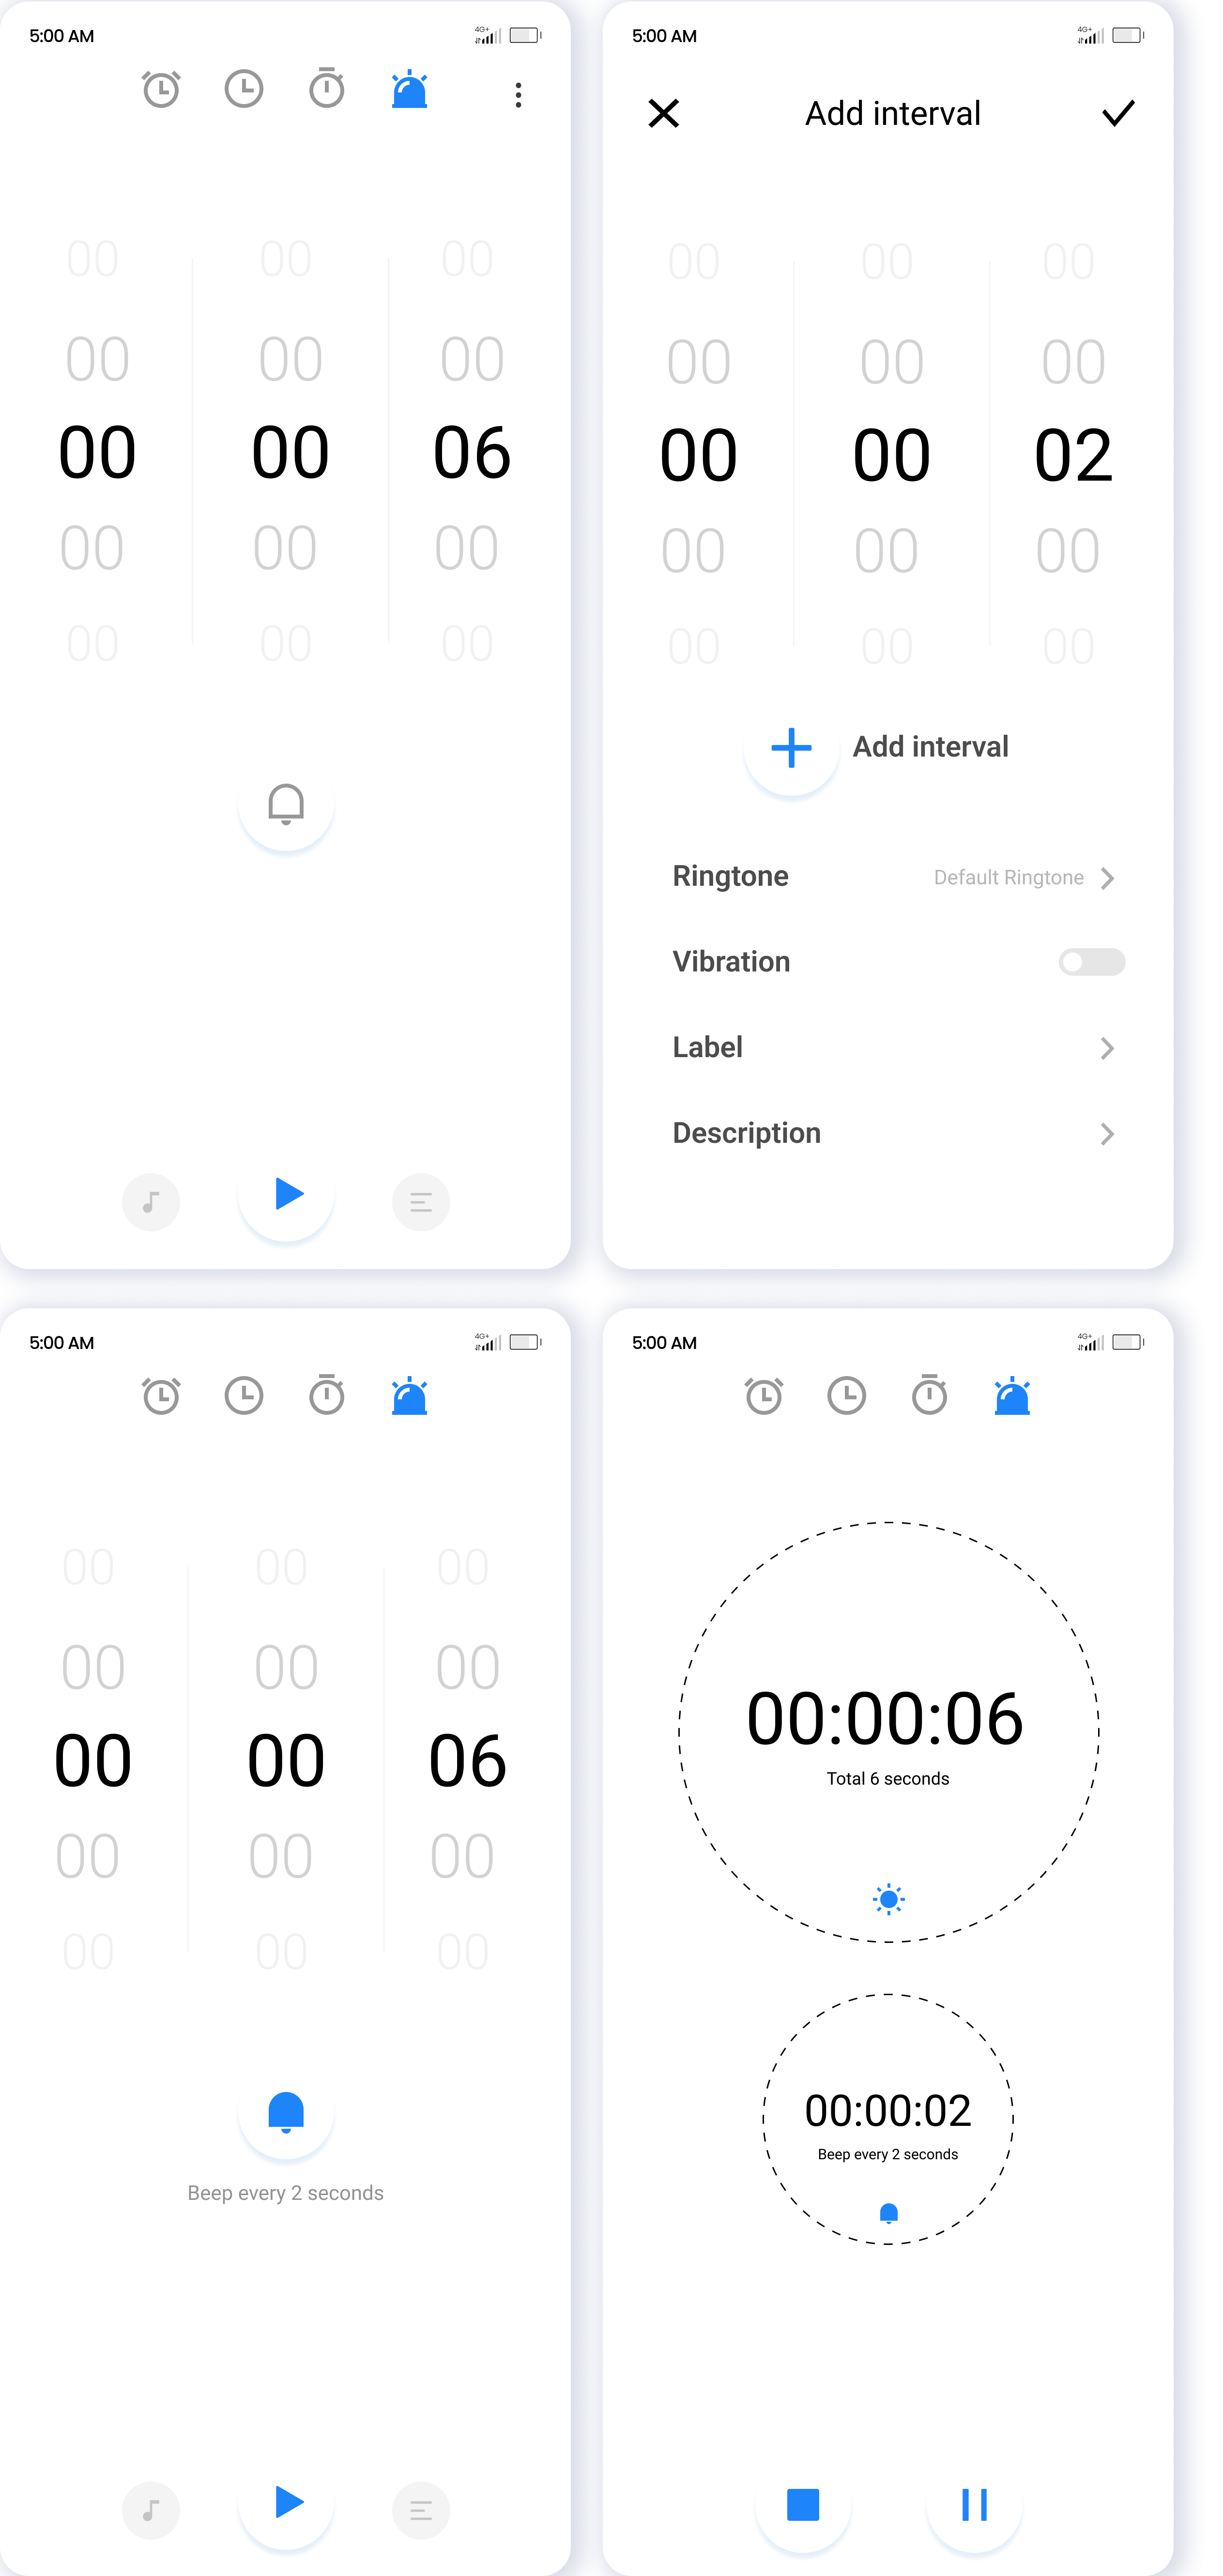 5:00 AM 4G+
00 00 00
00 00 00
00 00 06
00 00 00
00 00 00
5:00 AM 4G+
Add interval
00 00 00
00 00 00
00 00 02
00 00 00
00 00 00
Add interval
Ringtone Default Ringtone
Vibration
Label
Description
5:00 AM 4G+
00 00 00
00 00 00
00 00 06
00 00 00
00 00 00
Beep every 2 seconds
5:00 AM 4G+
00:00:06
Total 6 seconds
00:00:02
Beep every 2 seconds